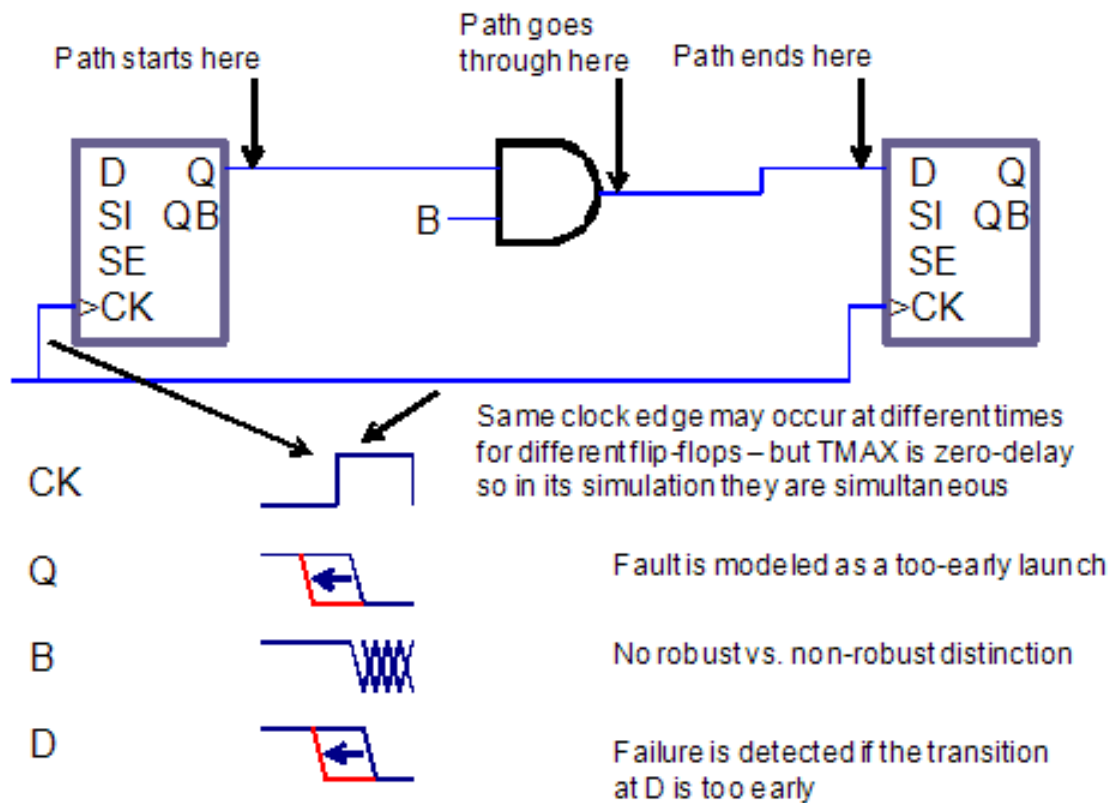 Path starts here
Path goes
through here
Path ends here
D Q
SI QB
SE
>CK
B
D Q
SI QB
SE
>CK
Same clock edge may occur at different times
for different flip-flops – but TMAX is zero-delay
so in its simulation they are simultaneous
CK
Q
Fault is modeled as a too-early launch
B
No robust vs. non-robust distinction
D
Failure is detected if the transition
at D is too early